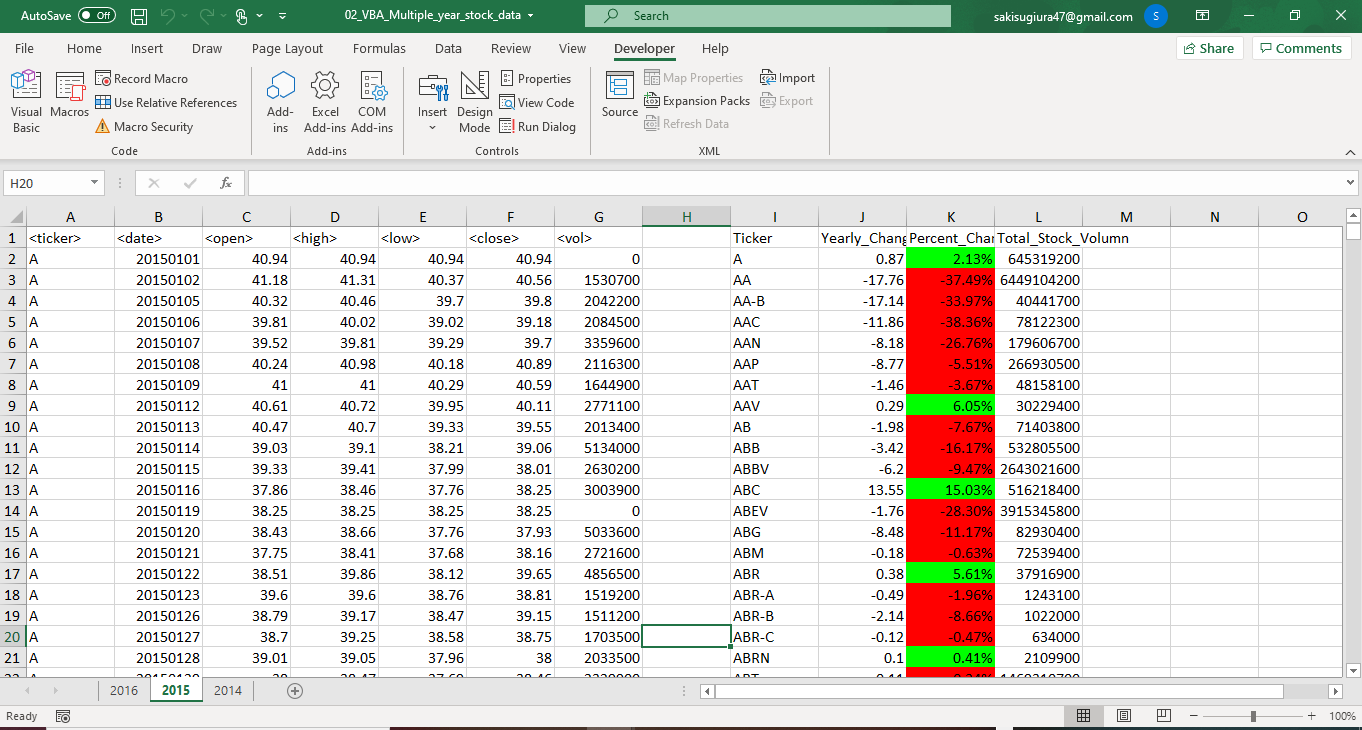 AutoSave Off 02_VBA_Multiple_year_stock_data Search sakisugiura47@gmail.com S
File Home Insert Draw Page Layout Formulas Data Review View Developer Help Share Comments
Visual Basic Macros Record Macro Use Relative References Macro Security
Add-ins Excel Add-ins COM Add-ins
Insert Design Mode Properties View Code Run Dialog
Source Map Properties Expansion Packs Refresh Data Import Export
Code Add-ins Controls XML
H20 fx
A B C D E F G H I J K L M N O
1 <ticker> <date> <open> <high> <low> <close> <vol> Ticker Yearly_Chang Percent_Char Total_Stock_Volumn
2 A 20150101 40.94 40.94 40.94 40.94 0 A 0.87 2.13% 645319200
3 A 20150102 41.18 41.31 40.37 40.56 1530700 AA -17.76 -37.49% 6449104200
4 A 20150105 40.32 40.46 39.7 39.8 2042200 AA-B -17.14 -33.97% 40441700
5 A 20150106 39.81 40.02 39.02 39.18 2084500 AAC -11.86 -38.36% 78122300
6 A 20150107 39.52 39.81 39.29 39.7 3359600 AAN -8.18 -26.76% 179606700
7 A 20150108 40.24 40.98 40.18 40.89 2116300 AAP -8.77 -5.51% 266930500
8 A 20150109 41 41 40.29 40.59 1644900 AAT -1.46 -3.67% 48158100
9 A 20150112 40.61 40.72 39.95 40.11 2771100 AAV 0.29 6.05% 30229400
10 A 20150113 40.47 40.7 39.33 39.55 2013400 AB -1.98 -7.67% 71403800
11 A 20150114 39.03 39.1 38.21 39.06 5134000 ABB -3.42 -16.17% 532805500
12 A 20150115 39.33 39.41 37.99 38.01 2630200 ABBV -6.2 -9.47% 2643021600
13 A 20150116 37.86 38.46 37.76 38.25 3003900 ABC 13.55 15.03% 516218400
14 A 20150119 38.25 38.25 38.25 38.25 0 ABEV -1.76 -28.30% 3915345800
15 A 20150120 38.43 38.66 37.76 37.93 5033600 ABG -8.48 -11.17% 82930400
16 A 20150121 37.75 38.41 37.68 38.16 2721600 ABM -0.18 -0.63% 72539400
17 A 20150122 38.51 39.86 38.12 39.65 4856500 ABR 0.38 5.61% 37916900
18 A 20150123 39.6 39.6 38.76 38.81 1519200 ABR-A -0.49 -1.96% 1243100
19 A 20150126 38.79 39.17 38.47 39.15 1511200 ABR-B -2.14 -8.66% 1022000
20 A 20150127 38.7 39.25 38.58 38.75 1703500 ABR-C -0.12 -0.47% 634000
21 A 20150128 39.01 39.05 37.96 38 2033500 ABRN 0.1 0.41% 2109900
2016 2015 2014
Ready 100%